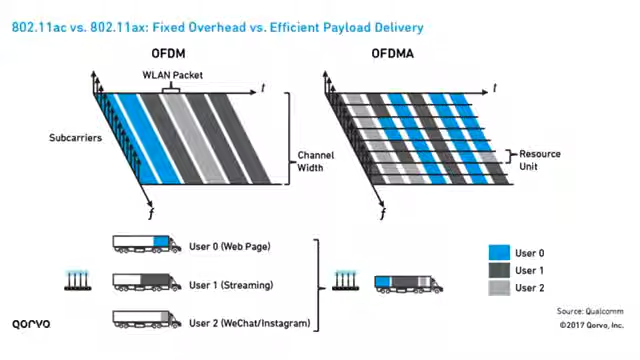 802.11ac vs. 802.11ax: Fixed Overhead vs. Efficient Payload Delivery
OFDM
OFDMA
WLAN Packet
t
t
Subcarriers
Channel
Width
Resource
Unit
f
f
User 0 (Web Page)
User 1 (Streaming)
User 2 (WeChat/Instagram)
User 0
User 1
User 2
Source: Qualcomm
QORVO
©2017 Qorvo, Inc.